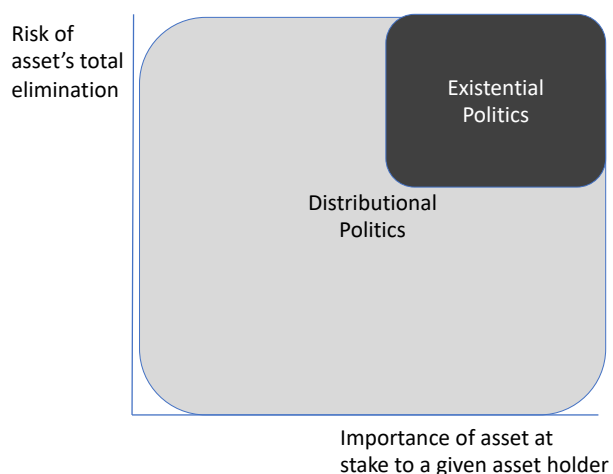 Risk of
asset's total
elimination
Existential
Politics
Distributional
Politics
Importance of asset at
stake to a given asset holder